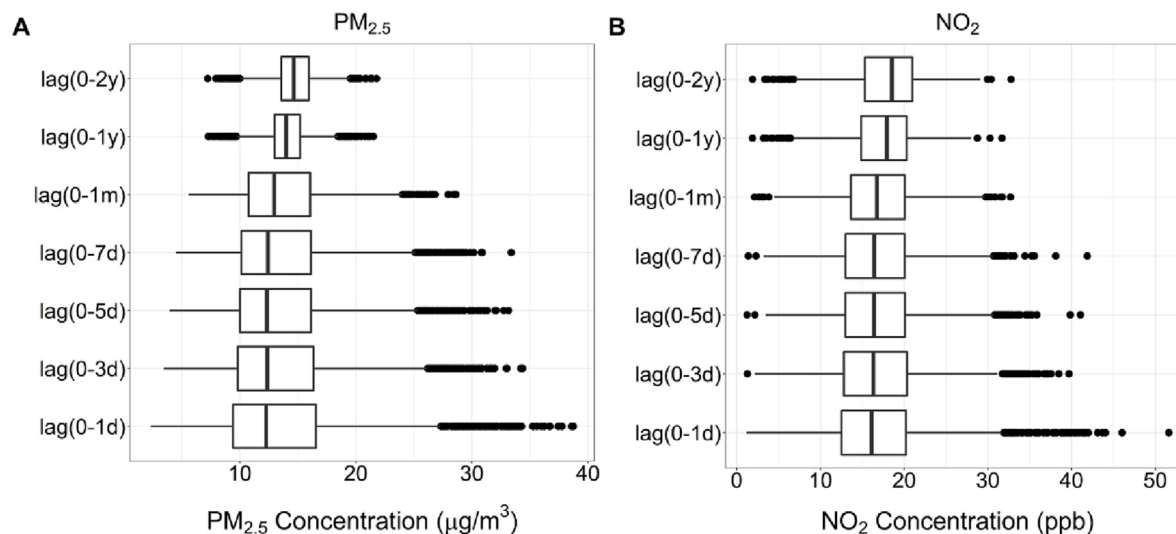 A
PM2.5
lag(0-2y)
lag(0-1y)
lag(0-1m)
lag(0-7d)
lag(0-5d)
lag(0-3d)
lag(0-1d)
10 20 30 40
PM2.5 Concentration (μg/m³)
B
NO2
lag(0-2y)
lag(0-1y)
lag(0-1m)
lag(0-7d)
lag(0-5d)
lag(0-3d)
lag(0-1d)
0 10 20 30 40 50
NO2 Concentration (ppb)